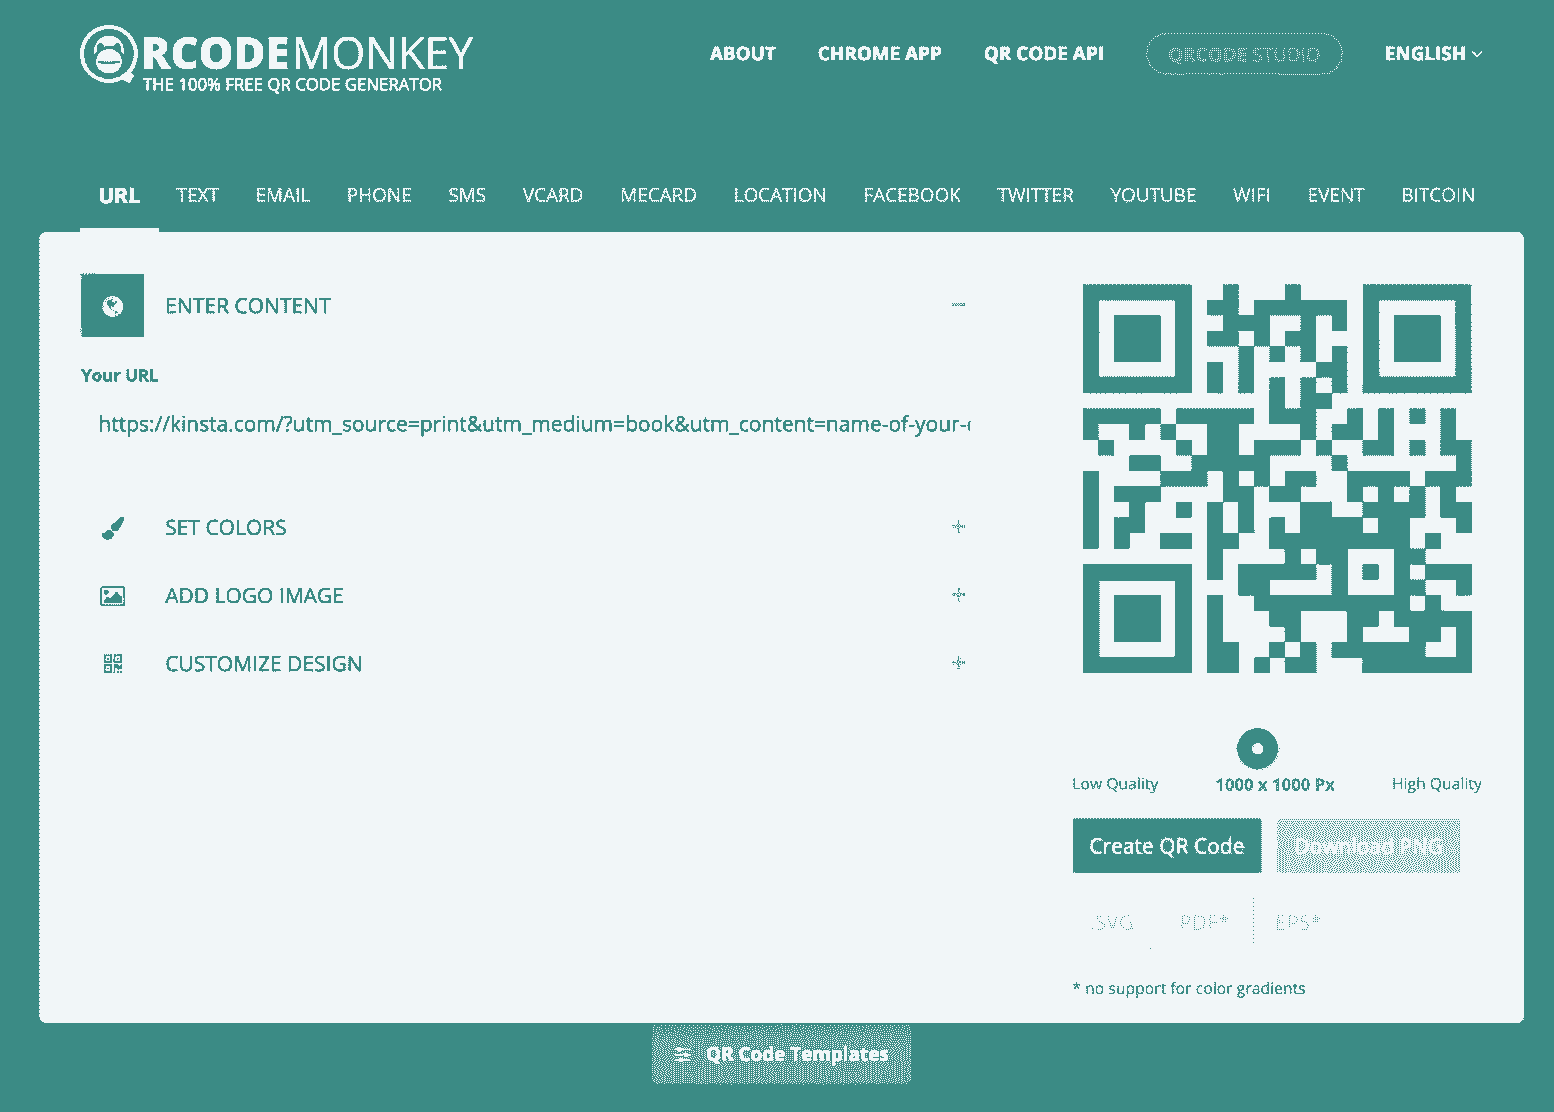 QRCODEMONKEY
THE 100% FREE QR CODE GENERATOR
ABOUT CHROME APP QR CODE API QRCODE STUDIO ENGLISH
URL TEXT EMAIL PHONE SMS VCARD MECARD LOCATION FACEBOOK TWITTER YOUTUBE WIFI EVENT BITCOIN
ENTER CONTENT
Your URL
https://kinsta.com/?utm_source=print&utm_medium=book&utm_content=name-of-your-
SET COLORS
ADD LOGO IMAGE
CUSTOMIZE DESIGN
Low Quality 1000 x 1000 Px High Quality
Create QR Code Download PNG
.SVG .PDF* .EPS*
* no support for color gradients
QR Code Templates